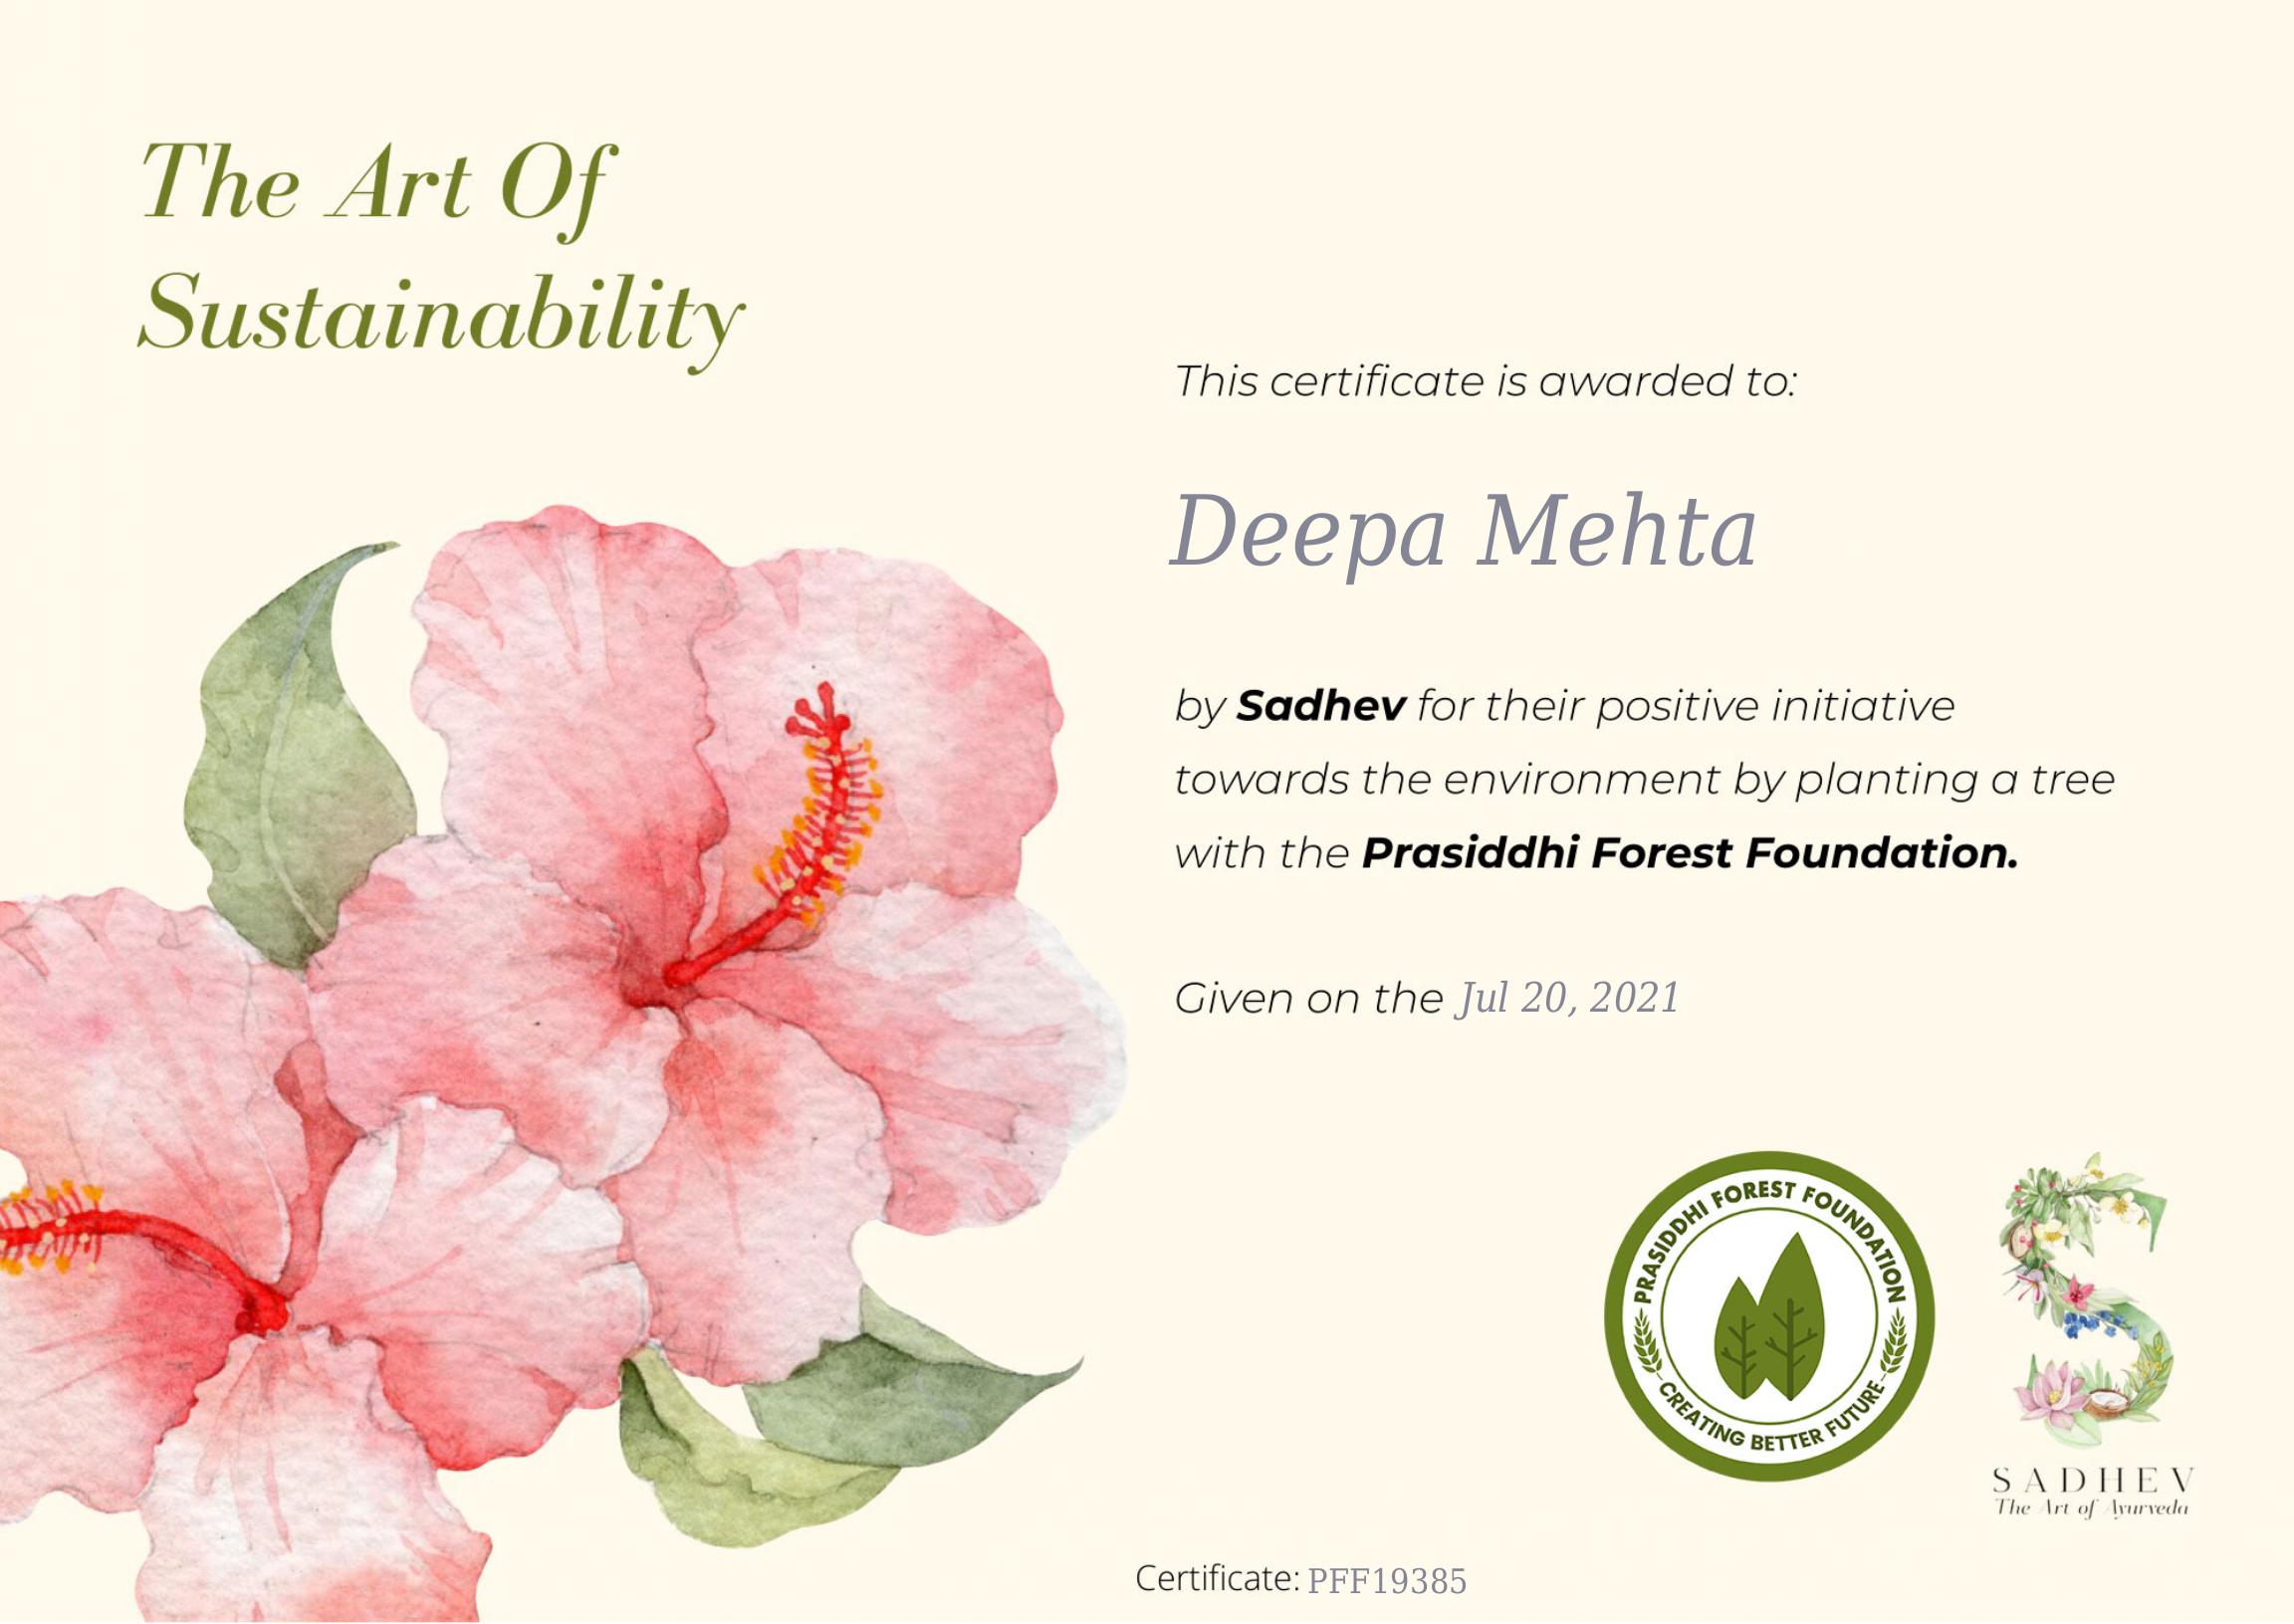 The Art Of
Sustainability
This certificate is awarded to:
Deepa Mehta
by Sadhev for their positive initiative
towards the environment by planting a tree
with the Prasiddhi Forest Foundation.
Given on the Jul 20, 2021
PRASIDDHI FOREST FOUNDATION
CREATING BETTER FUTURE
SADHEV
The Art of Ayurveda
Certificate: PFF19385